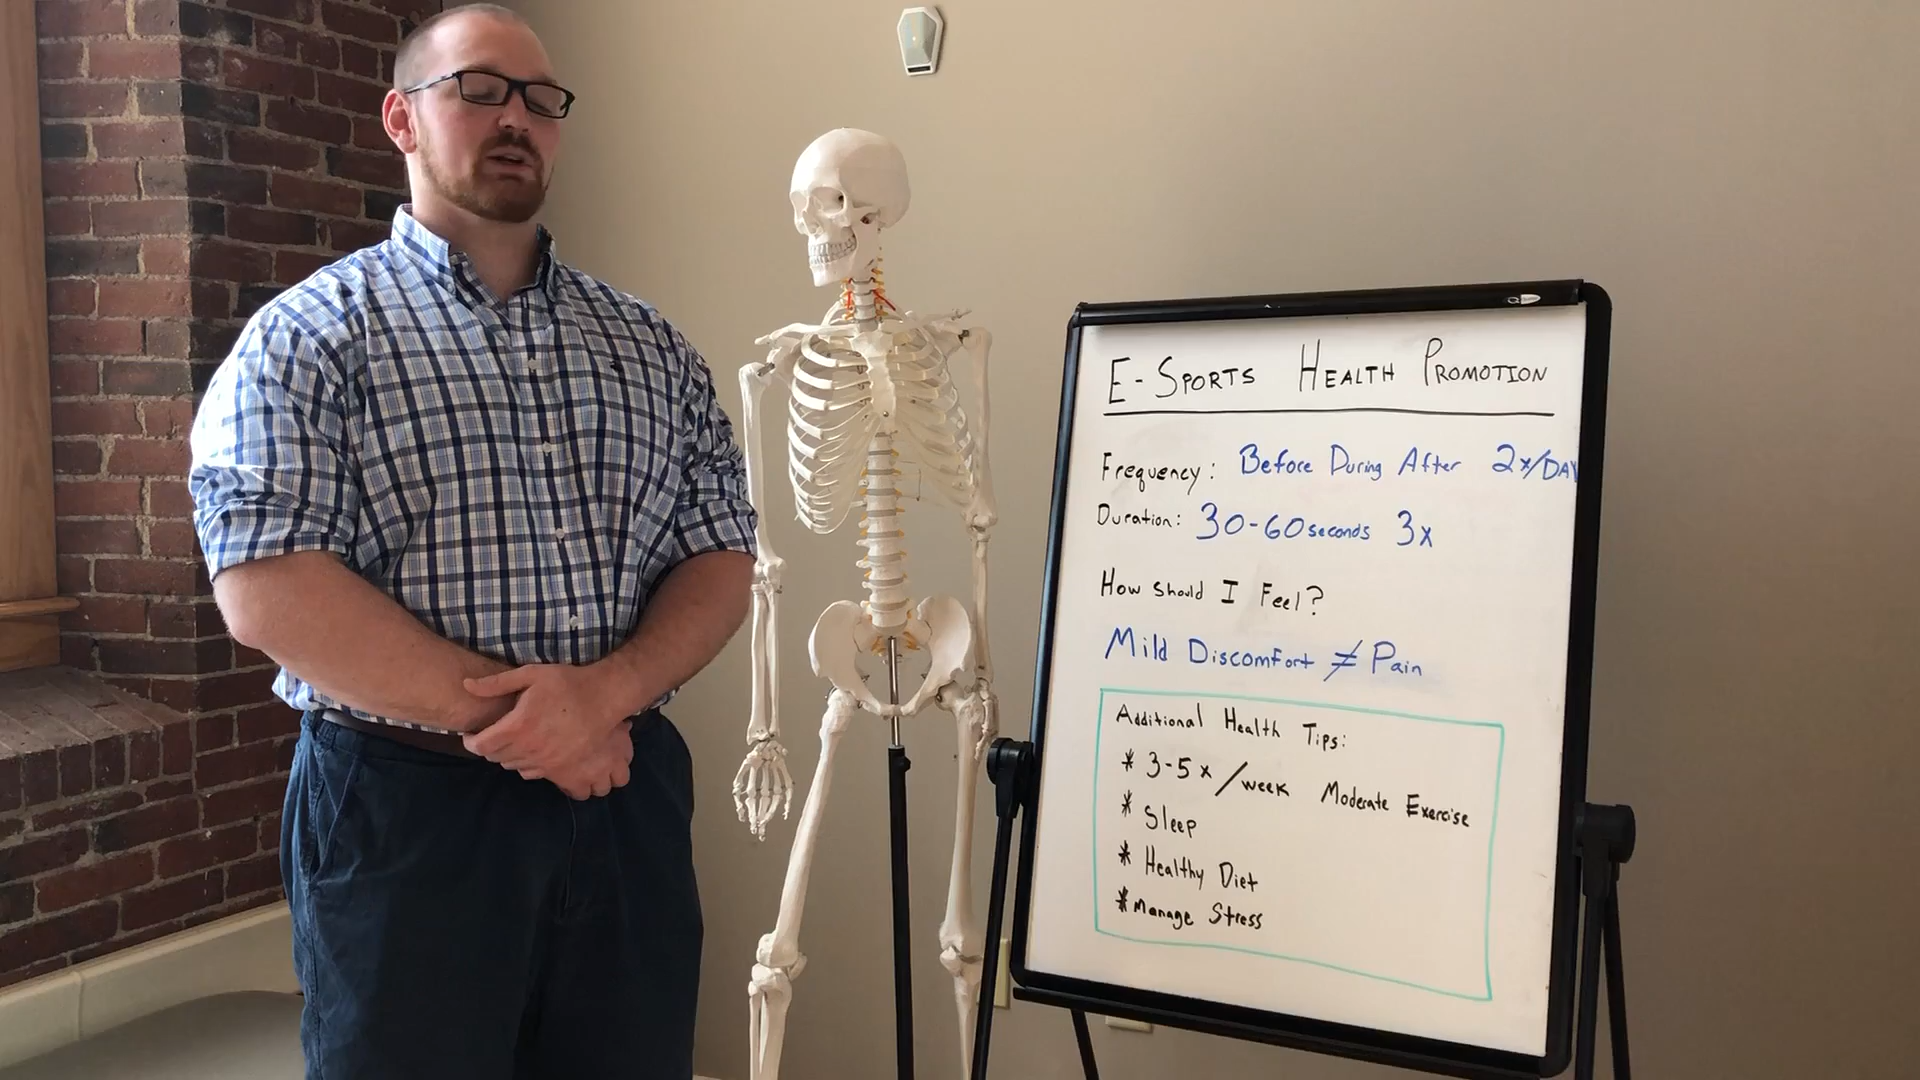 E-SPORTS HEALTH PROMOTION
Frequency: Before During After 2x/DAY
Duration: 30-60 seconds 3x
How Should I Feel?
Mild Discomfort ≠ Pain
Additional Health Tips:
* 3-5x/week Moderate Exercise
* Sleep
* Healthy Diet
* Manage Stress